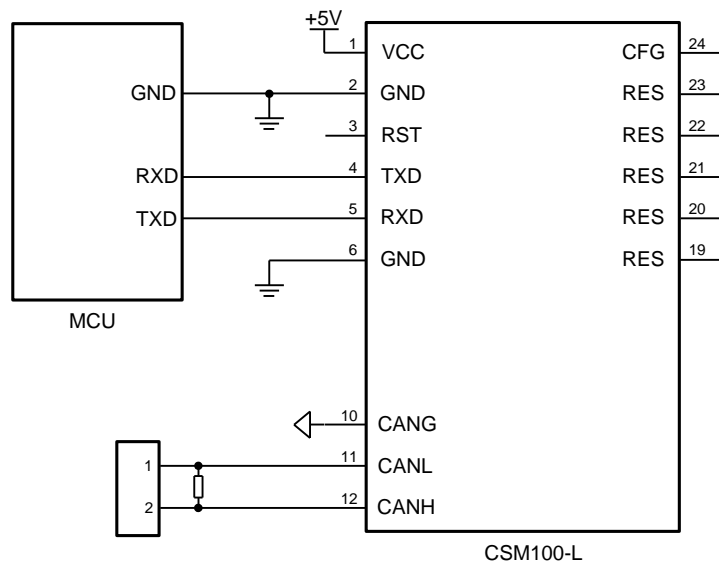 +5V
1 VCC CFG 24
GND 2 GND RES 23
3 RST RES 22
RXD 4 TXD RES 21
TXD 5 RXD RES 20
6 GND RES 19
MCU
10 CANG
1 11 CANL
2 12 CANH
CSM100-L